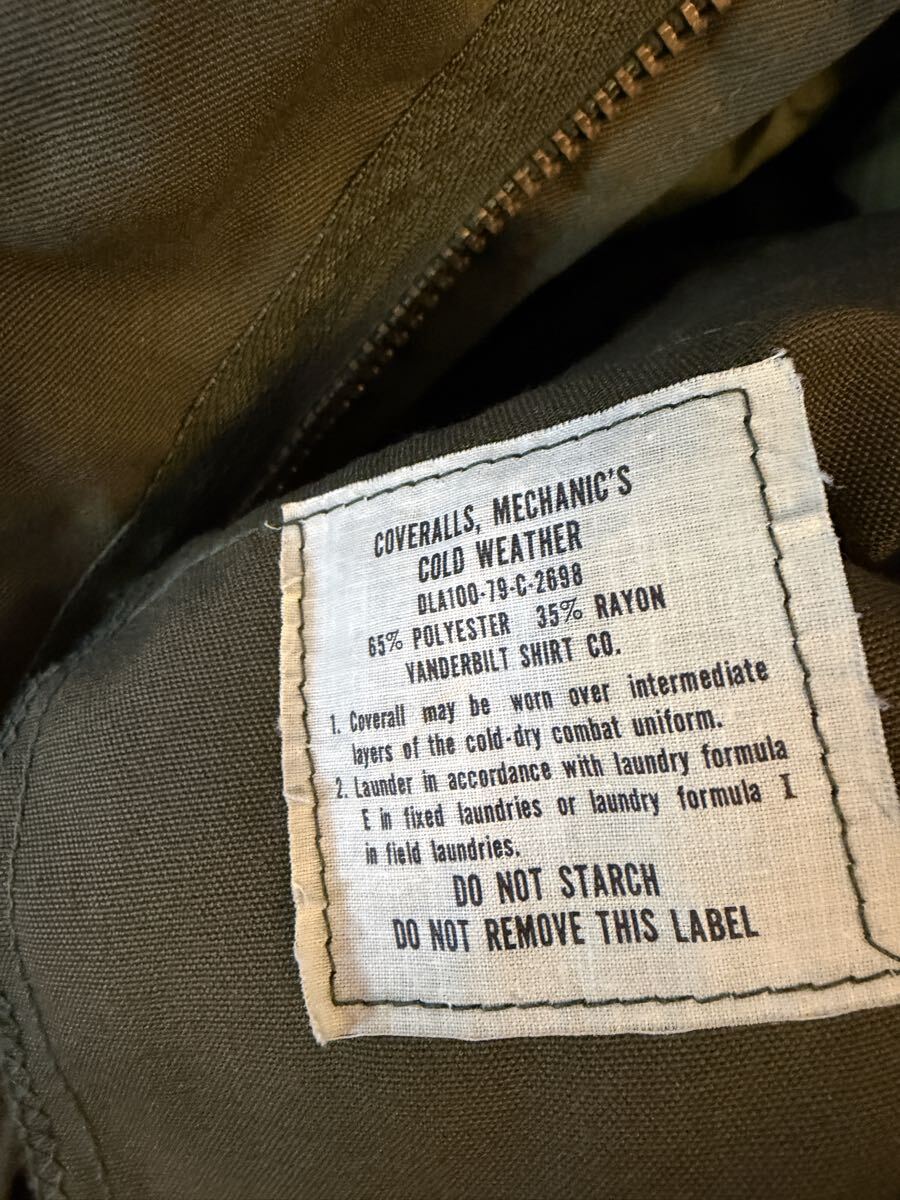 COVERALLS, MECHANIC'S
COLD WEATHER
DLA100-79-C-2698
65% POLYESTER 35% RAYON
VANDERBILT SHIRT CO.
1. Coverall may be worn over intermediate
layers of the cold-dry combat uniform.
2. Launder in accordance with laundry formula
E in fixed laundries or laundry formula I
in field laundries.
DO NOT STARCH
DO NOT REMOVE THIS LABEL